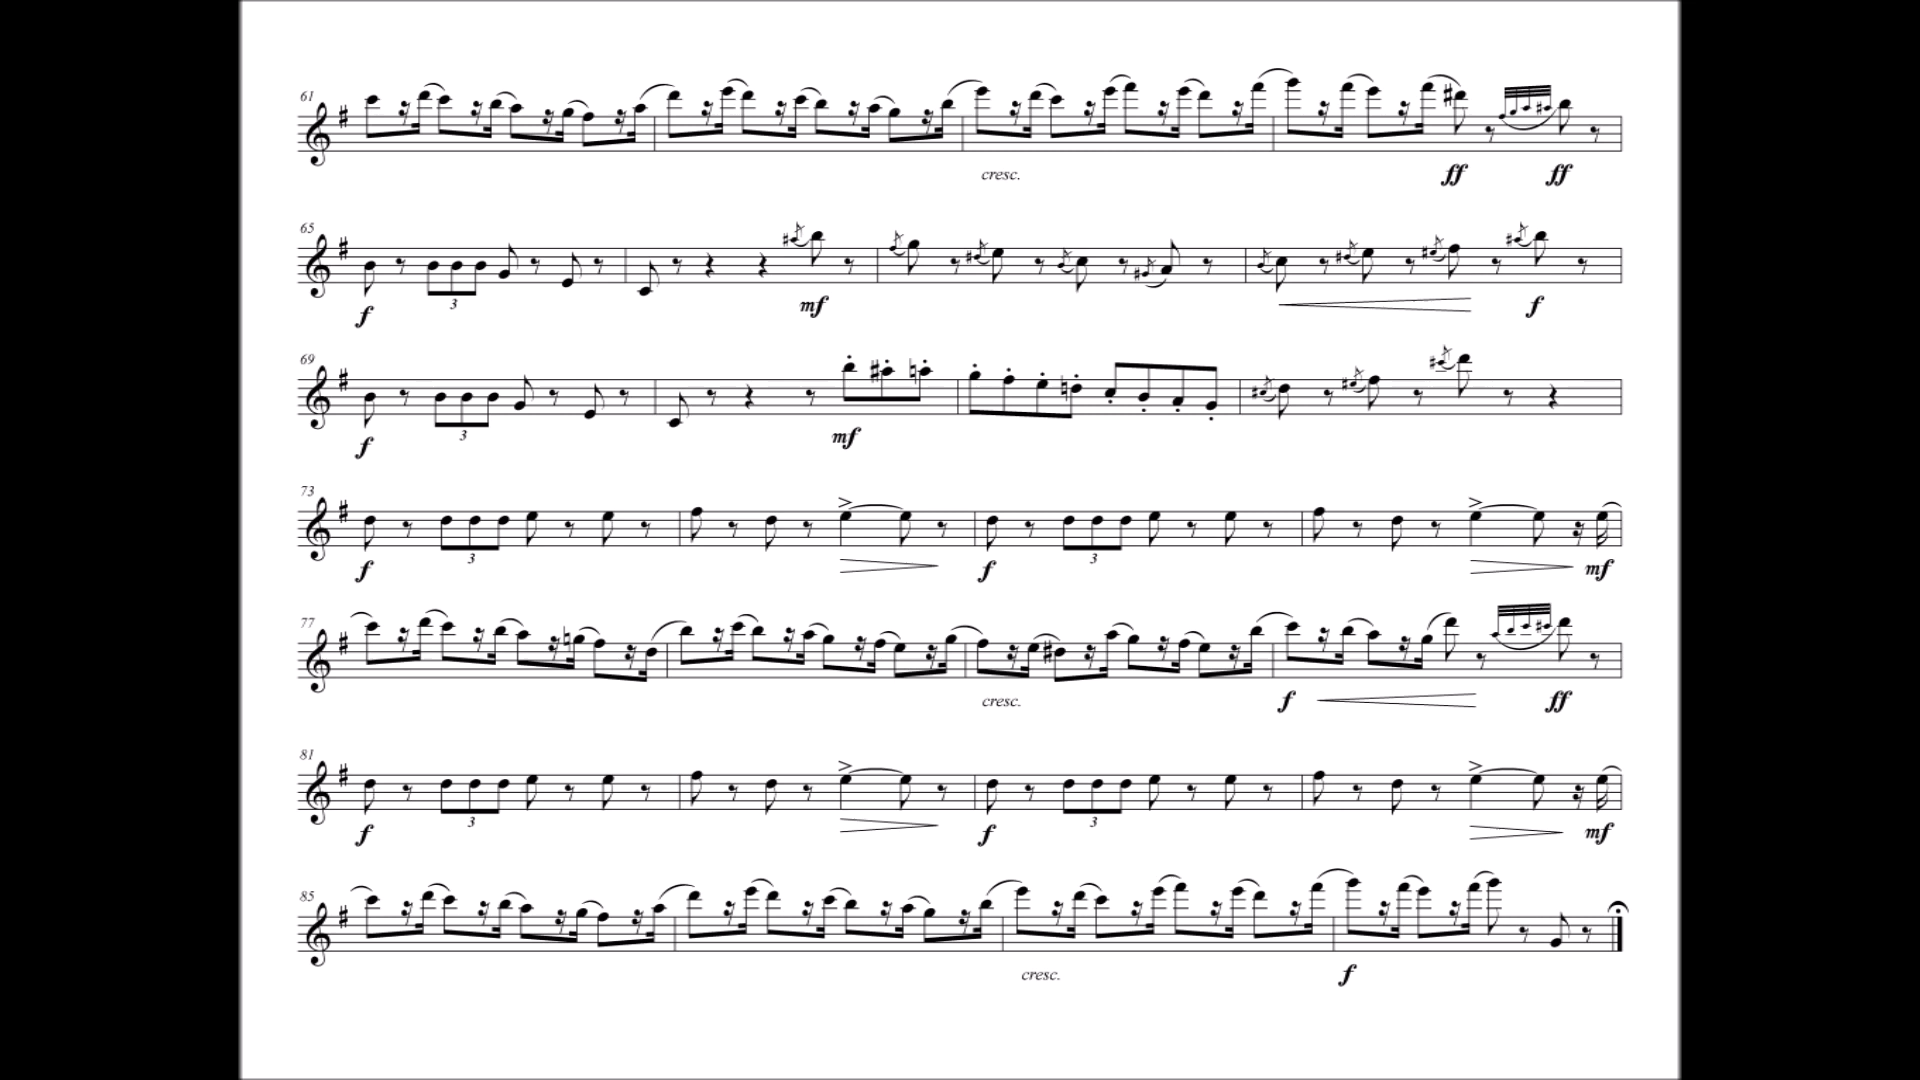 61
cresc.
ff ff
65
3
f mf f
69
3
f mf
73
3 3
f f mf
77
cresc. f ff
81
3 3
f f mf
85
cresc. f